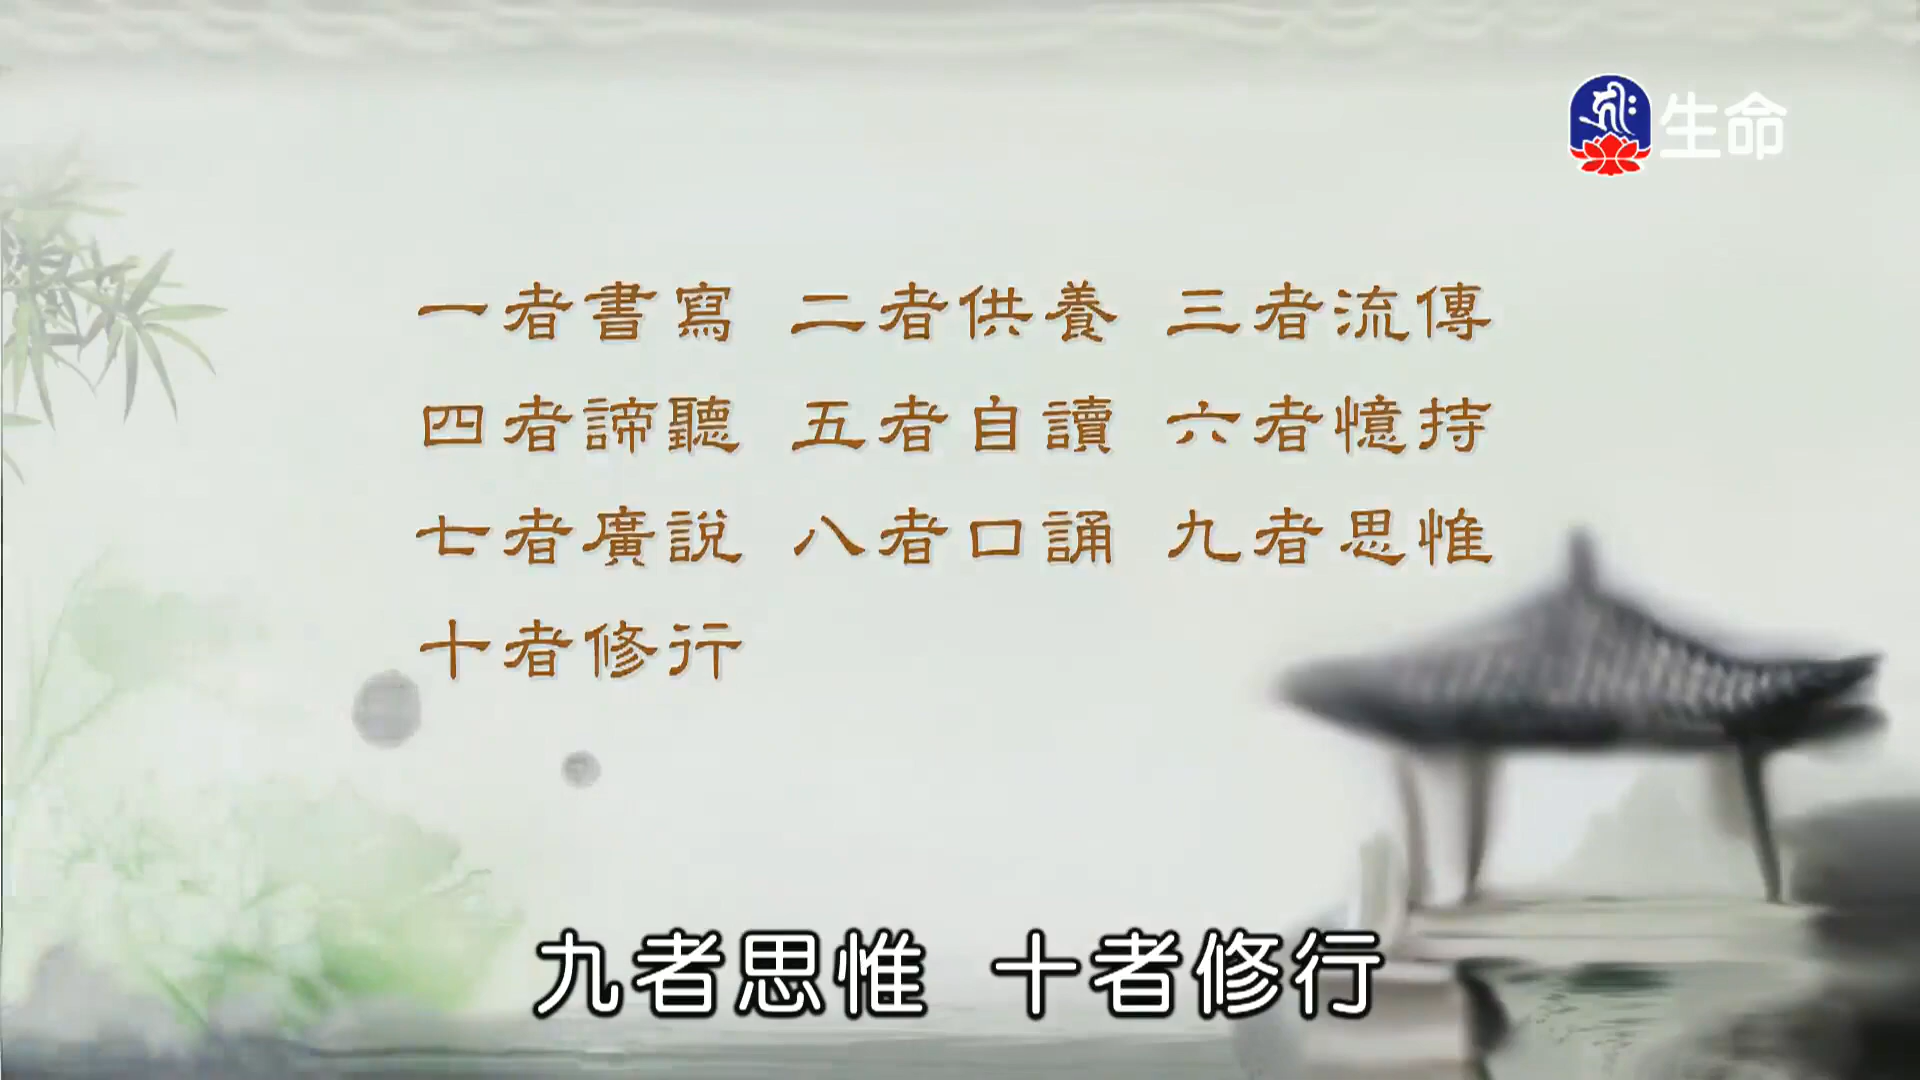 生命
一者書寫 二者供養 三者流傳
四者諦聽 五者自讀 六者憶持
七者廣說 八者口誦 九者思惟
十者修行
九者思惟 十者修行